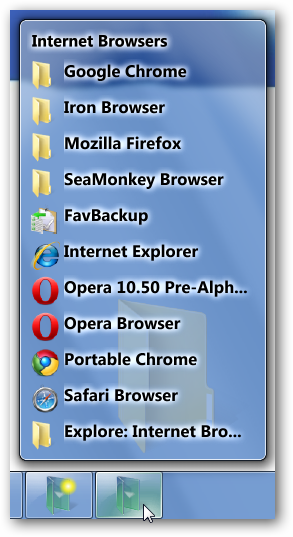 Internet Browsers
Google Chrome
Iron Browser
Mozilla Firefox
SeaMonkey Browser
FavBackup
Internet Explorer
Opera 10.50 Pre-Alph...
Opera Browser
Portable Chrome
Safari Browser
Explore: Internet Bro...